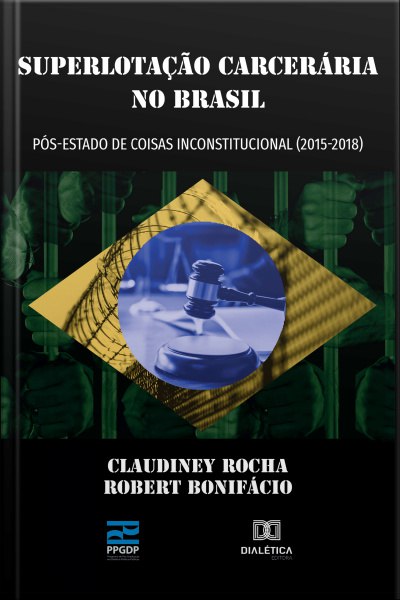 SUPERLOTAÇÃO CARCERÁRIA
NO BRASIL
PÓS-ESTADO DE COISAS INCONSTITUCIONAL (2015-2018)
CLAUDINEY ROCHA
ROBERT BONIFÁCIO
PPGDP
DIALÉTICA
EDITORA